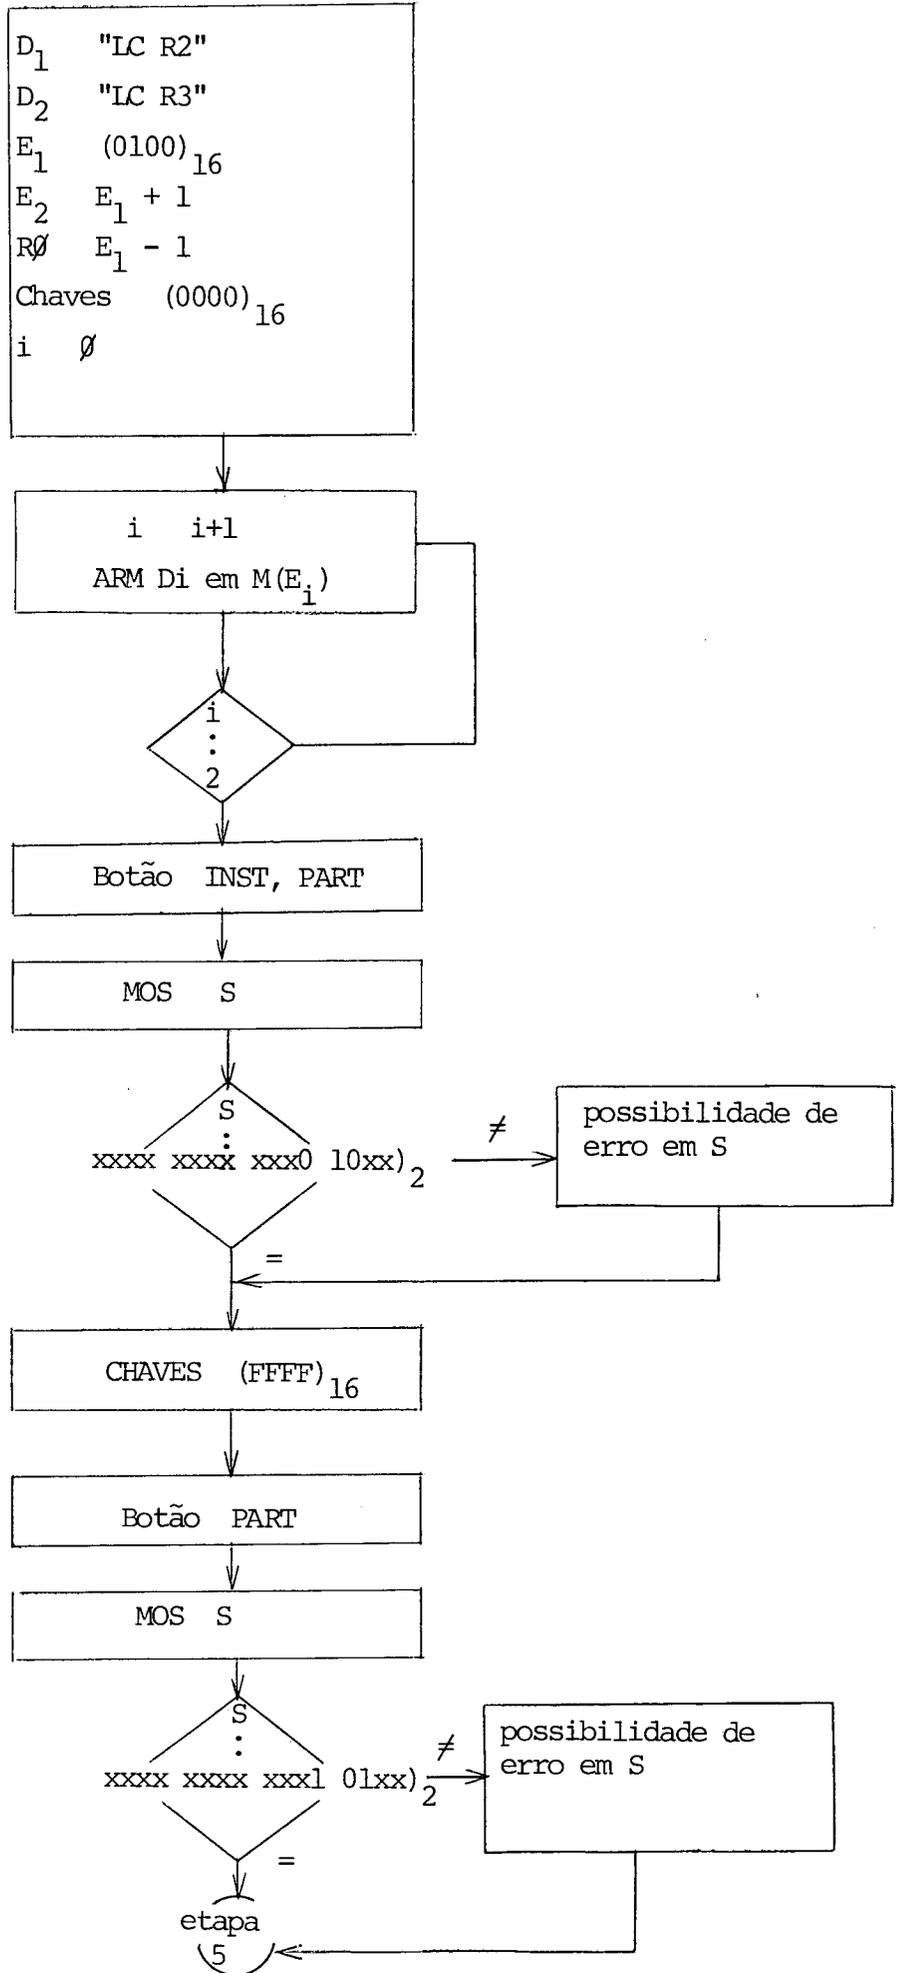 D1 "LC R2"
D2 "LC R3"
E1 (0100)16
E2 E1 + 1
RØ E1 - 1
Chaves (0000)16
i Ø
i i+1
ARM Di em M(Ei)
i
:
2
Botão INST, PART
MOS S
S
:
xxxx xxxx xxx0 10xx)2
≠
possibilidade de
erro em S
=
CHAVES (FFFF)16
Botão PART
MOS S
S
:
xxxx xxxx xxx1 01xx)2
≠
possibilidade de
erro em S
=
etapa
5